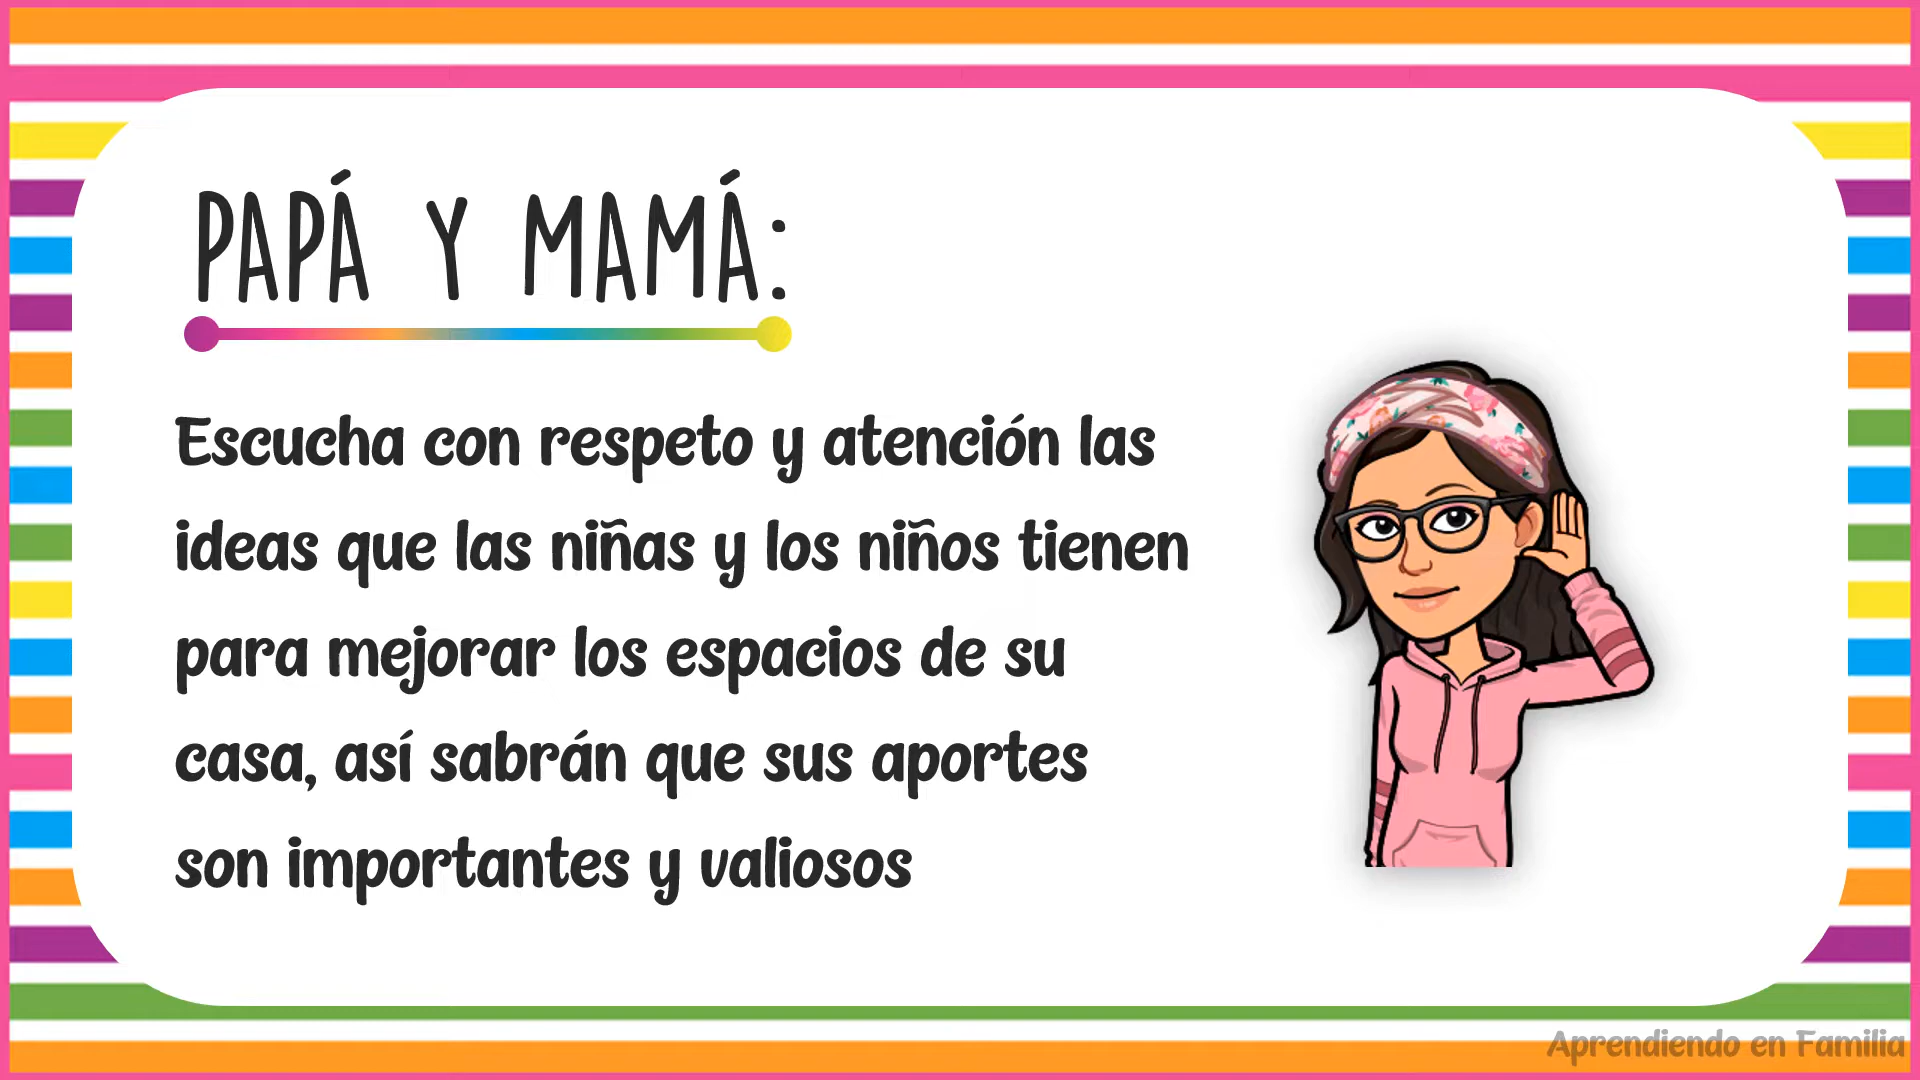 PAPÁ Y MAMÁ:
Escucha con respeto y atención las
ideas que las niñas y los niños tienen
para mejorar los espacios de su
casa, así sabrán que sus aportes
son importantes y valiosos
Aprendiendo en Familia